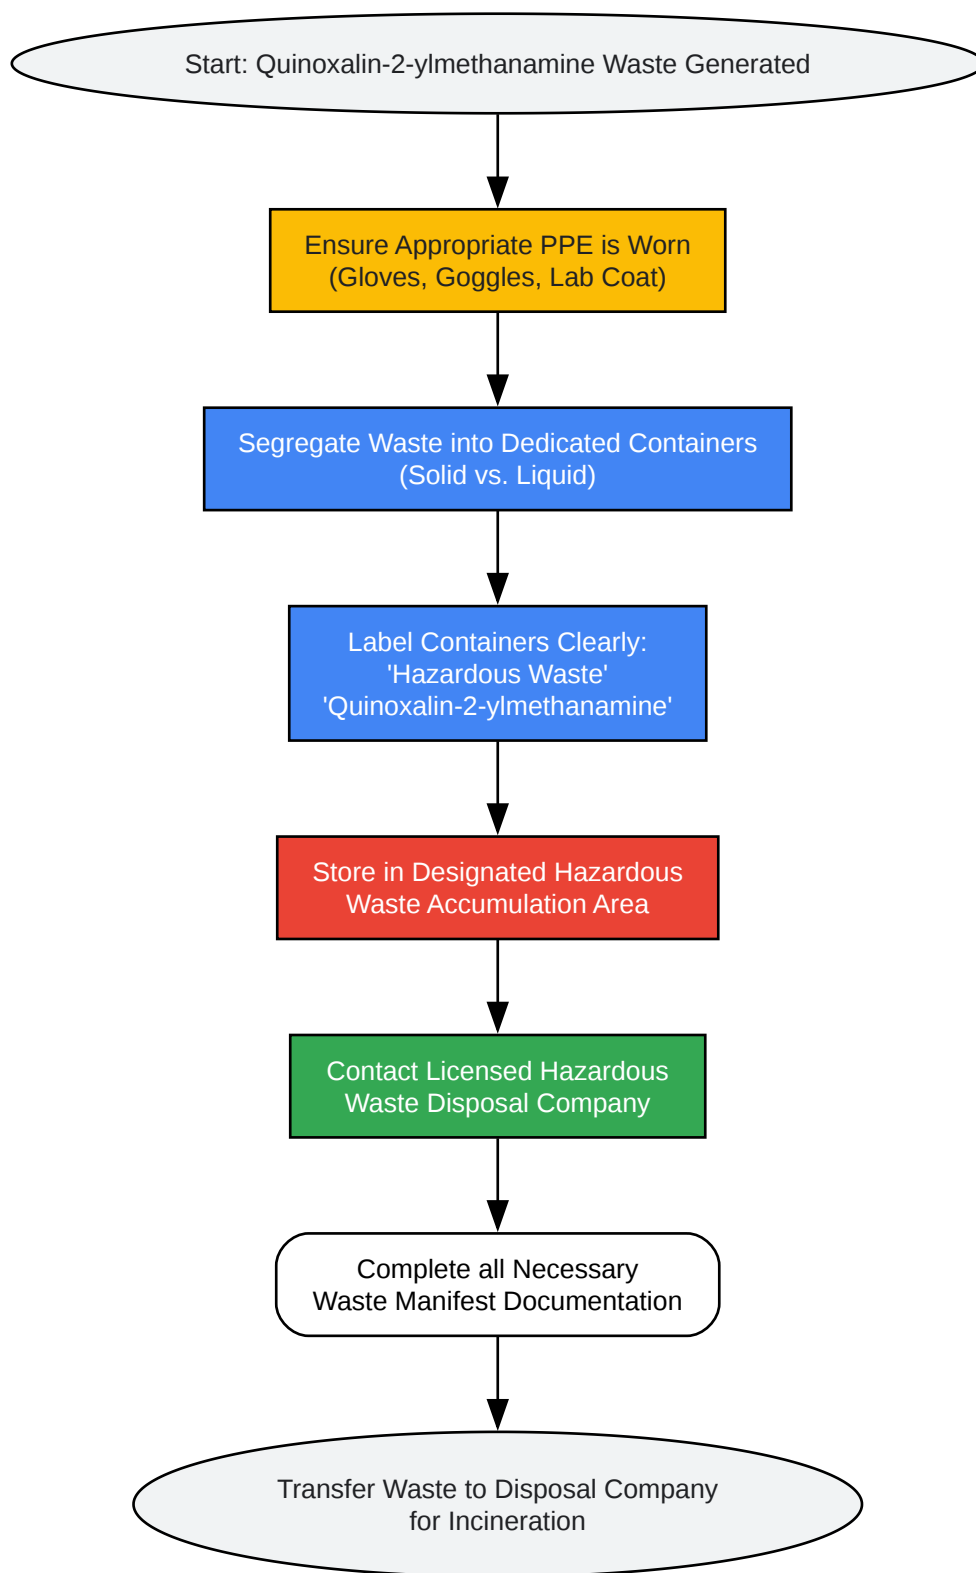 Start: Quinoxalin-2-ylmethanamine Waste Generated
Ensure Appropriate PPE is Worn
(Gloves, Goggles, Lab Coat)
Segregate Waste into Dedicated Containers
(Solid vs. Liquid)
Label Containers Clearly:
'Hazardous Waste'
'Quinoxalin-2-ylmethanamine'
Store in Designated Hazardous
Waste Accumulation Area
Contact Licensed Hazardous
Waste Disposal Company
Complete all Necessary
Waste Manifest Documentation
Transfer Waste to Disposal Company
for Incineration